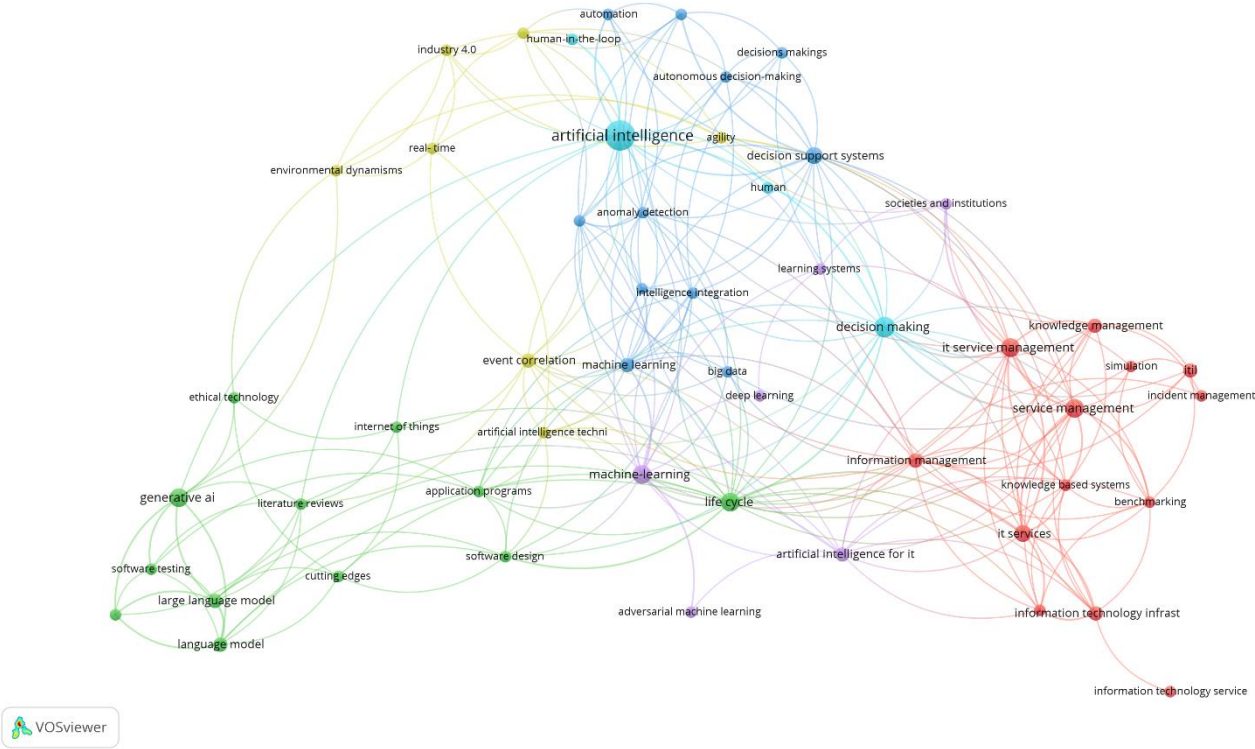 automation
human-in-the-loop
industry 4.0
decisions makings
autonomous decision-making
artificial intelligence
agility
real- time
decision support systems
environmental dynamisms
human
societies and institutions
anomaly detection
learning systems
intelligence integration
decision making
knowledge management
it service management
event correlation
machine learning
simulation
itil
big data
deep learning
incident management
ethical technology
service management
internet of things
artificial intelligence techni
information management
machine-learning
knowledge based systems
application programs
generative ai
literature reviews
life cycle
benchmarking
it services
software design
artificial intelligence for it
software testing
cutting edges
large language model
adversarial machine learning
information technology infrast
language model
information technology service
VOSviewer